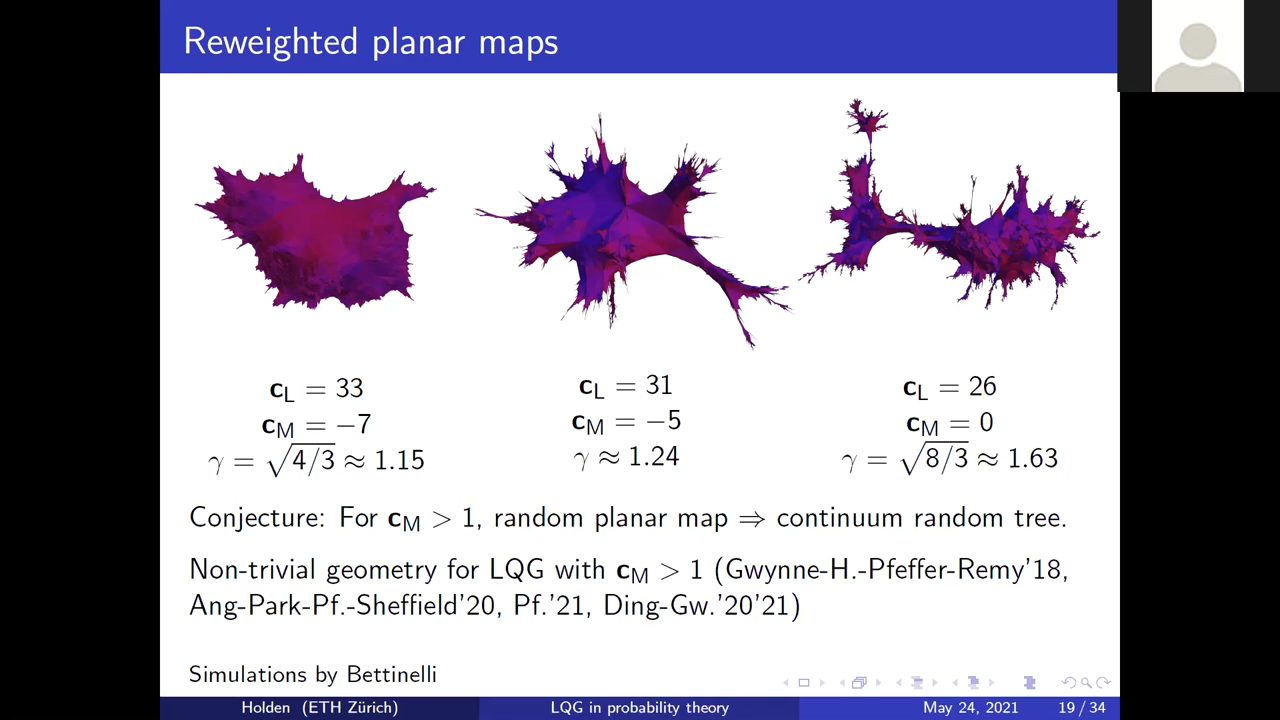 Reweighted planar maps
c_L = 33
c_M = −7
γ = √4/3 ≈ 1.15
c_L = 31
c_M = −5
γ ≈ 1.24
c_L = 26
c_M = 0
γ = √8/3 ≈ 1.63
Conjecture: For c_M > 1, random planar map ⇒ continuum random tree.
Non-trivial geometry for LQG with c_M > 1 (Gwynne-H.-Pfeffer-Remy'18,
Ang-Park-Pf.-Sheffield'20, Pf.'21, Ding-Gw.'20'21)
Simulations by Bettinelli
Holden (ETH Zürich) LQG in probability theory May 24, 2021 19 / 34